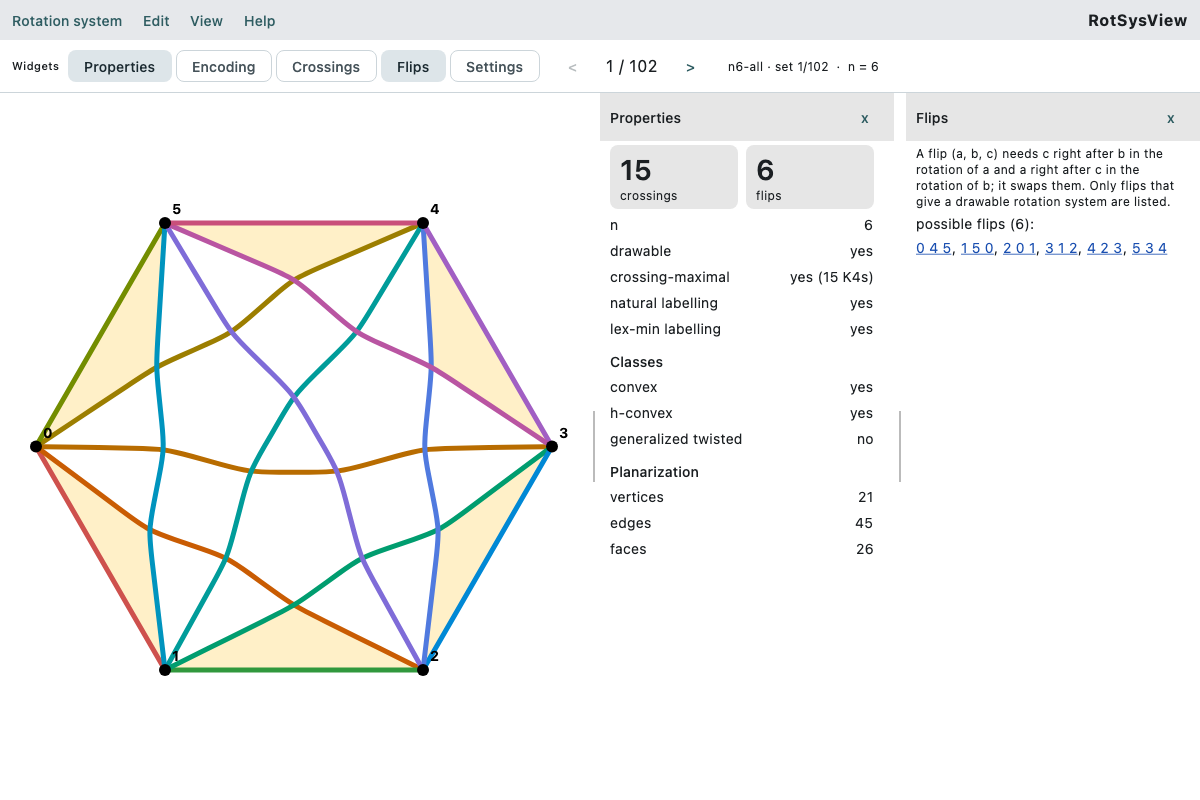 Rotation system Edit View Help RotSysView
Widgets Properties Encoding Crossings Flips Settings < 1 / 102 > n6-all · set 1/102 · n = 6
Properties x
15 crossings
6 flips
n 6
drawable yes
crossing-maximal yes (15 K4s)
natural labelling yes
lex-min labelling yes
Classes
convex yes
h-convex yes
generalized twisted no
Planarization
vertices 21
edges 45
faces 26
Flips x
A flip (a, b, c) needs c right after b in the
rotation of a and a right after c in the
rotation of b; it swaps them. Only flips that
give a drawable rotation system are listed.
possible flips (6):
0 4 5, 1 5 0, 2 0 1, 3 1 2, 4 2 3, 5 3 4
5 4
0 3
1 2